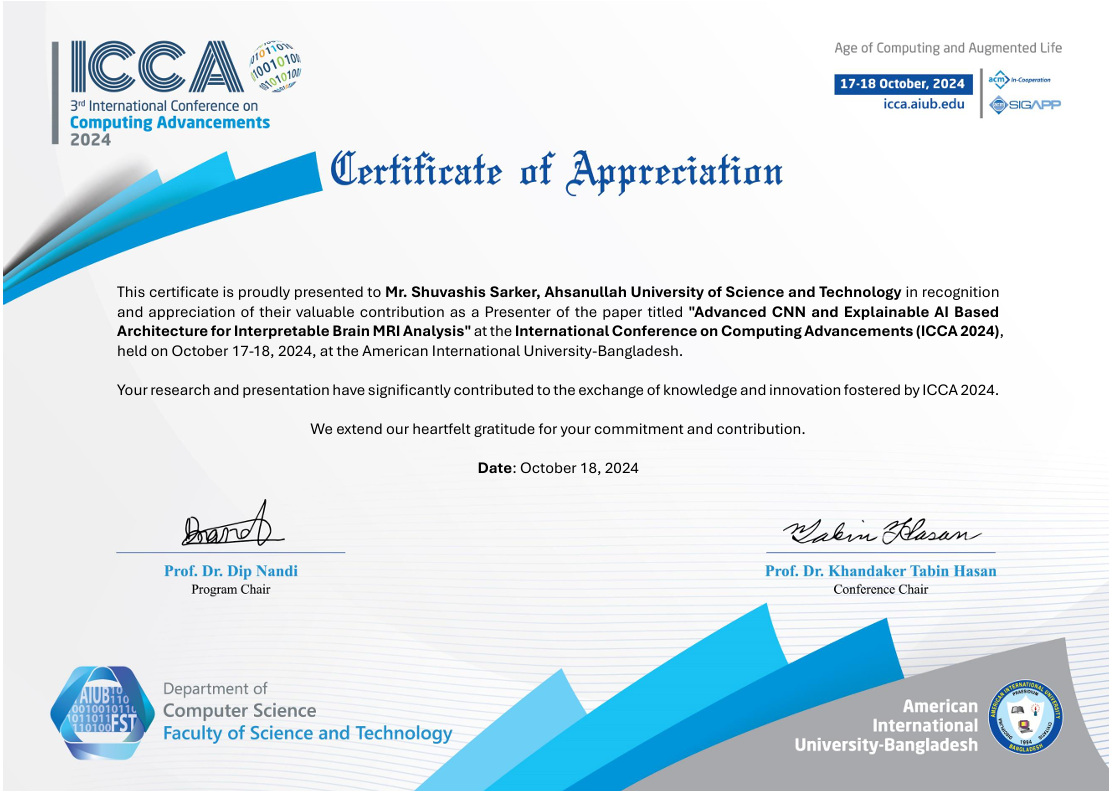 ICCA
3rd International Conference on
Computing Advancements
2024
Age of Computing and Augmented Life
17-18 October, 2024
icca.aiub.edu
acm In-Cooperation
acm SIGAPP
Certificate of Appreciation
This certificate is proudly presented to Mr. Shuvashis Sarker, Ahsanullah University of Science and Technology in recognition
and appreciation of their valuable contribution as a Presenter of the paper titled "Advanced CNN and Explainable AI Based
Architecture for Interpretable Brain MRI Analysis" at the International Conference on Computing Advancements (ICCA 2024),
held on October 17-18, 2024, at the American International University-Bangladesh.
Your research and presentation have significantly contributed to the exchange of knowledge and innovation fostered by ICCA 2024.
We extend our heartfelt gratitude for your commitment and contribution.
Date: October 18, 2024
Tabin Hasan
Prof. Dr. Dip Nandi
Program Chair
Prof. Dr. Khandaker Tabin Hasan
Conference Chair
AIUB
FST
Department of
Computer Science
Faculty of Science and Technology
American
International
University-Bangladesh
AMERICAN INTERNATIONAL UNIVERSITY
BANGLADESH
1994